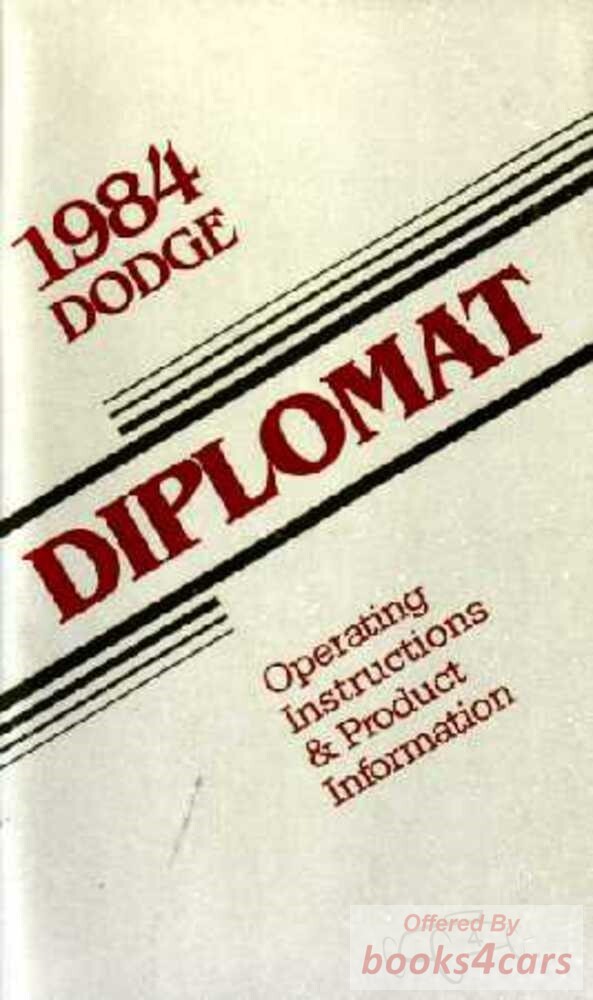 1984
DODGE
DIPLOMAT
Operating
Instructions
& Product
Information
Offered By
books4cars